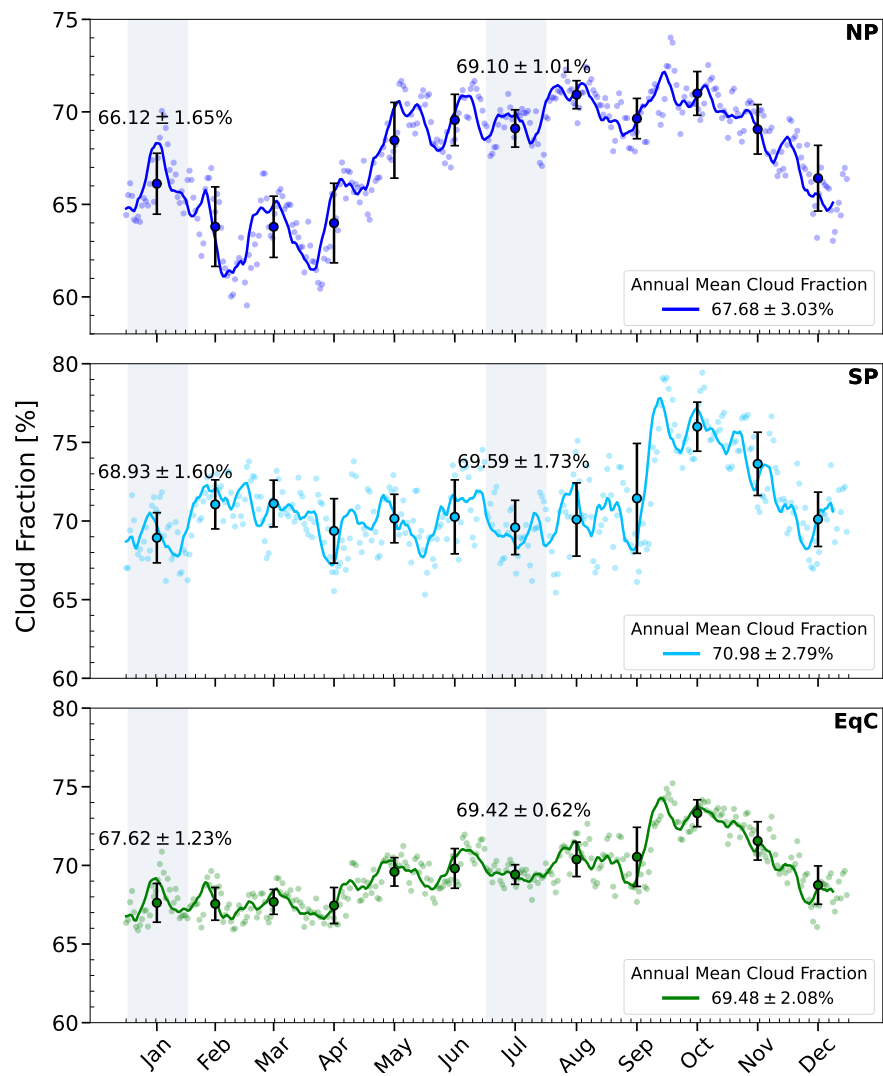 75
70
65
60
NP
66.12 ± 1.65%
69.10 ± 1.01%
Annual Mean Cloud Fraction
67.68 ± 3.03%
Cloud Fraction [%]
80
75
70
65
60
SP
68.93 ± 1.60%
69.59 ± 1.73%
Annual Mean Cloud Fraction
70.98 ± 2.79%
80
75
70
65
60
EqC
67.62 ± 1.23%
69.42 ± 0.62%
Annual Mean Cloud Fraction
69.48 ± 2.08%
Jan Feb Mar Apr May Jun Jul Aug Sep Oct Nov Dec